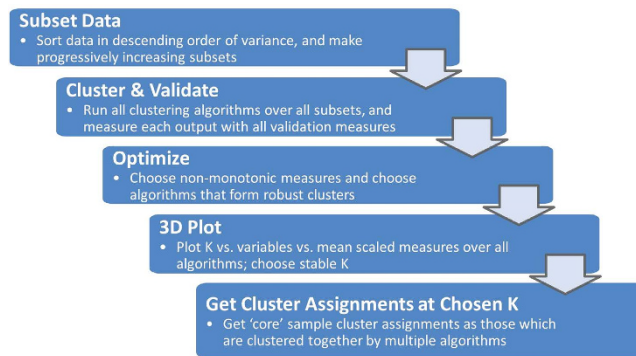 Subset Data
• Sort data in descending order of variance, and make
progressively increasing subsets
Cluster & Validate
• Run all clustering algorithms over all subsets, and
measure each output with all validation measures
Optimize
• Choose non-monotonic measures and choose
algorithms that form robust clusters
3D Plot
• Plot K vs. variables vs. mean scaled measures over all
algorithms; choose stable K
Get Cluster Assignments at Chosen K
• Get ‘core’ sample cluster assignments as those which
are clustered together by multiple algorithms